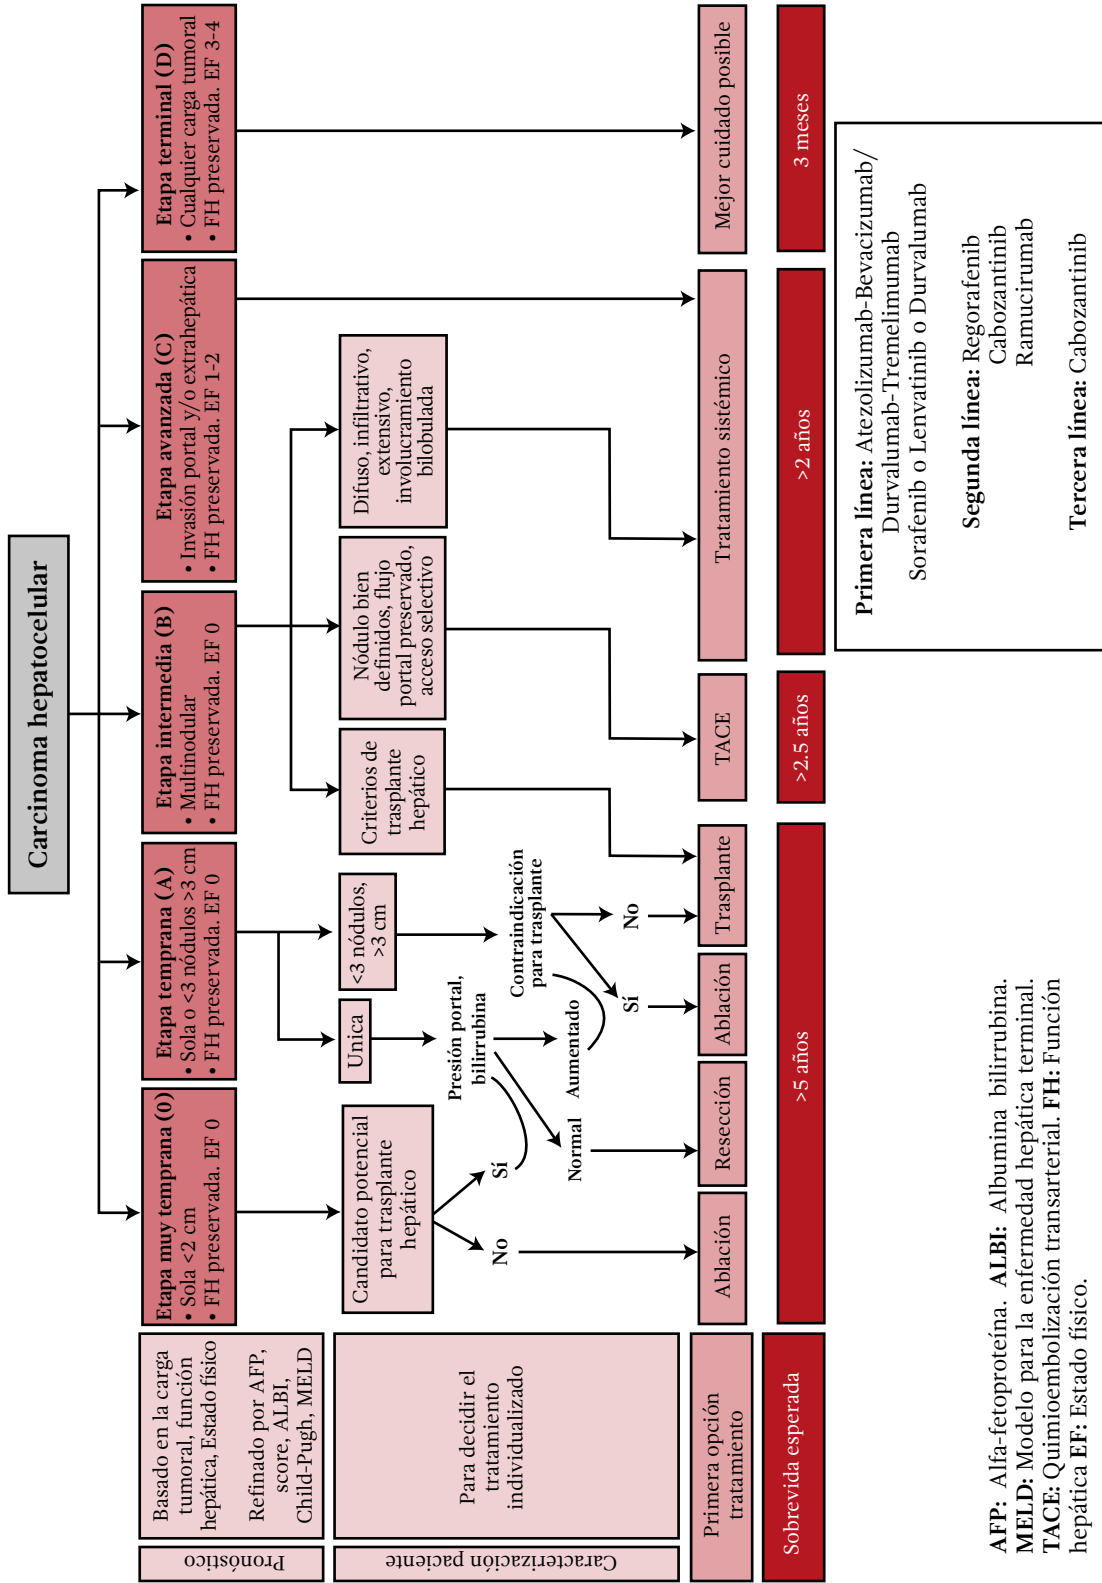 Carcinoma hepatocelular
Pronóstico
Basado en la carga
tumoral, función
hepática, Estado físico
Refinado por AFP,
score, ALBI,
Child-Pugh, MELD
Etapa muy temprana (0)
• Sola <2 cm
• FH preservada. EF 0
Etapa temprana (A)
• Sola o <3 nódulos >3 cm
• FH preservada. EF 0
Etapa intermedia (B)
• Multinodular
• FH preservada. EF 0
Etapa avanzada (C)
• Invasión portal y/o extrahepática
• FH preservada. EF 1-2
Etapa terminal (D)
• Cualquier carga tumoral
• FH preservada. EF 3-4
Caracterización paciente
Para decidir el
tratamiento
individualizado
Candidato potencial
para trasplante
hepático
Unica
<3 nódulos,
>3 cm
Criterios de
trasplante
hepático
Nódulo bien
definidos, flujo
portal preservado,
acceso selectivo
Difuso, infiltrativo,
extensivo,
involucramiento
bilobulada
Presión portal,
bilirrubina
Contraindicación
para trasplante
No
Sí
Normal
Aumentado
Sí
No
Primera opción
tratamiento
Ablación
Resección
Ablación
Trasplante
TACE
Tratamiento sistémico
Mejor cuidado posible
Sobrevida esperada
>5 años
>2.5 años
>2 años
3 meses
Primera línea: Atezolizumab-Bevacizumab/
Durvalumab-Tremelimumab
Sorafenib o Lenvatinib o Durvalumab
Segunda línea: Regorafenib
Cabozantinib
Ramucirumab
Tercera línea: Cabozantinib
AFP: Alfa-fetoproteína. ALBI: Albumina bilirrubina.
MELD: Modelo para la enfermedad hepática terminal.
TACE: Quimioembolización transarterial. FH: Función
hepática EF: Estado físico.